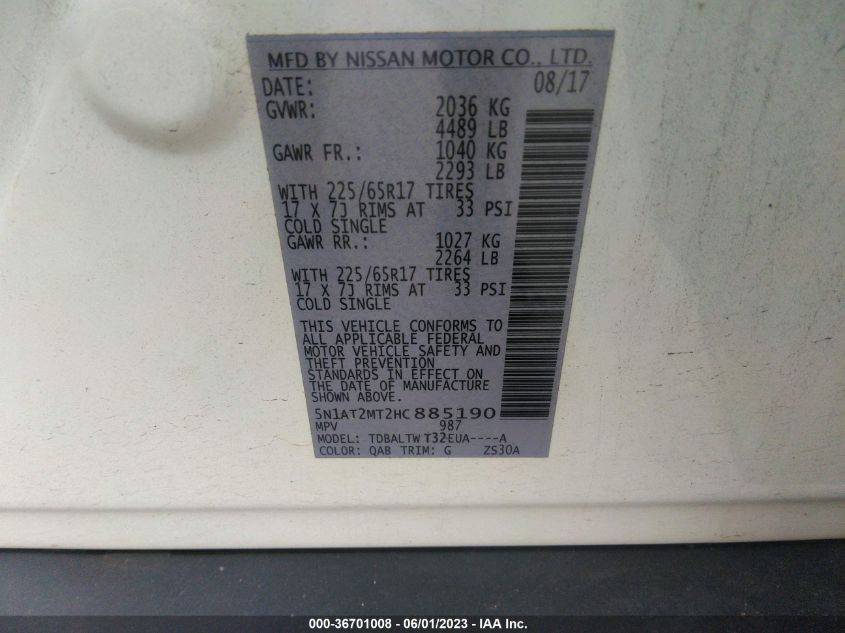 MFD BY NISSAN MOTOR CO., LTD.
DATE: 08/17
GVWR: 2036 KG
4489 LB
GAWR FR.: 1040 KG
2293 LB
WITH 225/65R17 TIRES
17 X 7J RIMS AT 33 PSI
COLD SINGLE
GAWR RR.: 1027 KG
2264 LB
WITH 225/65R17 TIRES
17 X 7J RIMS AT 33 PSI
COLD SINGLE
THIS VEHICLE CONFORMS TO
ALL APPLICABLE FEDERAL
MOTOR VEHICLE SAFETY AND
THEFT PREVENTION
STANDARDS IN EFFECT ON
THE DATE OF MANUFACTURE
SHOWN ABOVE.
5N1AT2MT2HC885190
MPV 987
MODEL: TDBALTWT32EUA----A
COLOR: QAB TRIM: G ZS30A
000-36701008 - 06/01/2023 - IAA Inc.